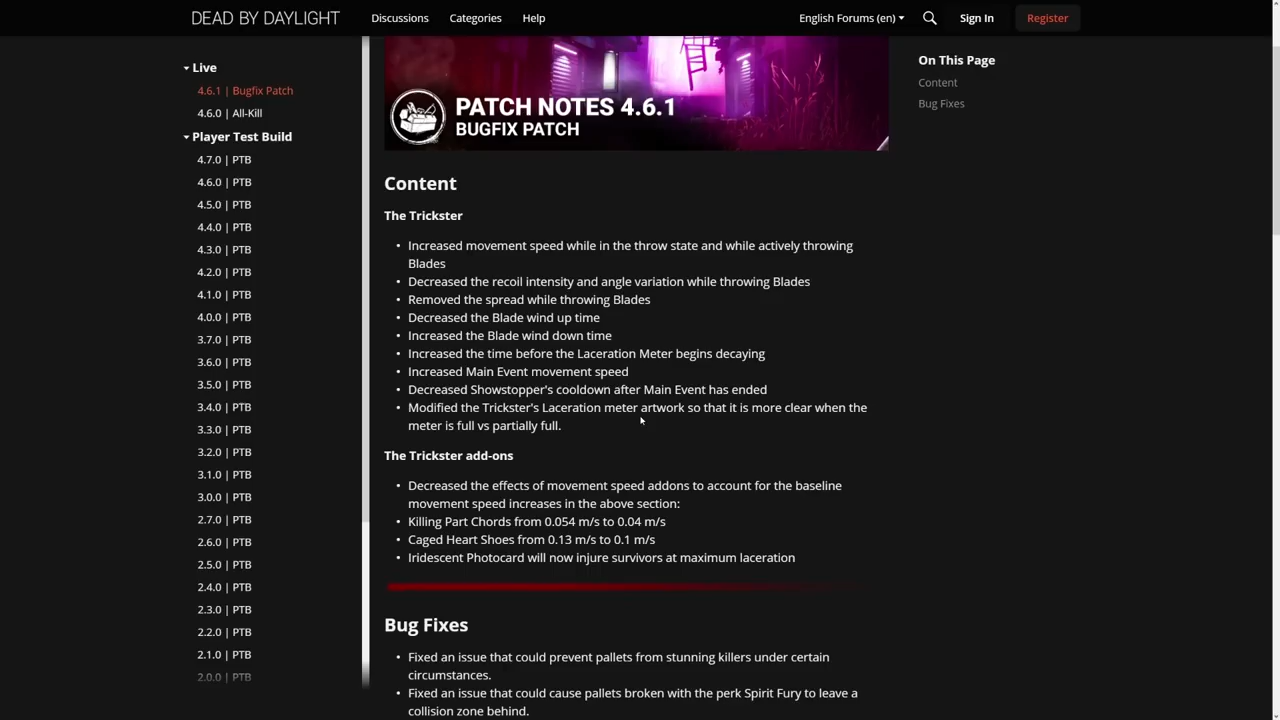 DEAD BY DAYLIGHT
Discussions
Categories
Help
English Forums (en)
Sign In
Register
Live
4.6.1 | Bugfix Patch
4.6.0 | All-Kill
Player Test Build
4.7.0 | PTB
4.6.0 | PTB
4.5.0 | PTB
4.4.0 | PTB
4.3.0 | PTB
4.2.0 | PTB
4.1.0 | PTB
4.0.0 | PTB
3.7.0 | PTB
3.6.0 | PTB
3.5.0 | PTB
3.4.0 | PTB
3.3.0 | PTB
3.2.0 | PTB
3.1.0 | PTB
3.0.0 | PTB
2.7.0 | PTB
2.6.0 | PTB
2.5.0 | PTB
2.4.0 | PTB
2.3.0 | PTB
2.2.0 | PTB
2.1.0 | PTB
2.0.0 | PTB
PATCH NOTES 4.6.1
BUGFIX PATCH
Content
The Trickster
• Increased movement speed while in the throw state and while actively throwing
Blades
• Decreased the recoil intensity and angle variation while throwing Blades
• Removed the spread while throwing Blades
• Decreased the Blade wind up time
• Increased the Blade wind down time
• Increased the time before the Laceration Meter begins decaying
• Increased Main Event movement speed
• Decreased Showstopper's cooldown after Main Event has ended
• Modified the Trickster's Laceration meter artwork so that it is more clear when the
meter is full vs partially full.
The Trickster add-ons
• Decreased the effects of movement speed addons to account for the baseline
movement speed increases in the above section:
• Killing Part Chords from 0.054 m/s to 0.04 m/s
• Caged Heart Shoes from 0.13 m/s to 0.1 m/s
• Iridescent Photocard will now injure survivors at maximum laceration
Bug Fixes
• Fixed an issue that could prevent pallets from stunning killers under certain
circumstances.
• Fixed an issue that could cause pallets broken with the perk Spirit Fury to leave a
collision zone behind.
On This Page
Content
Bug Fixes